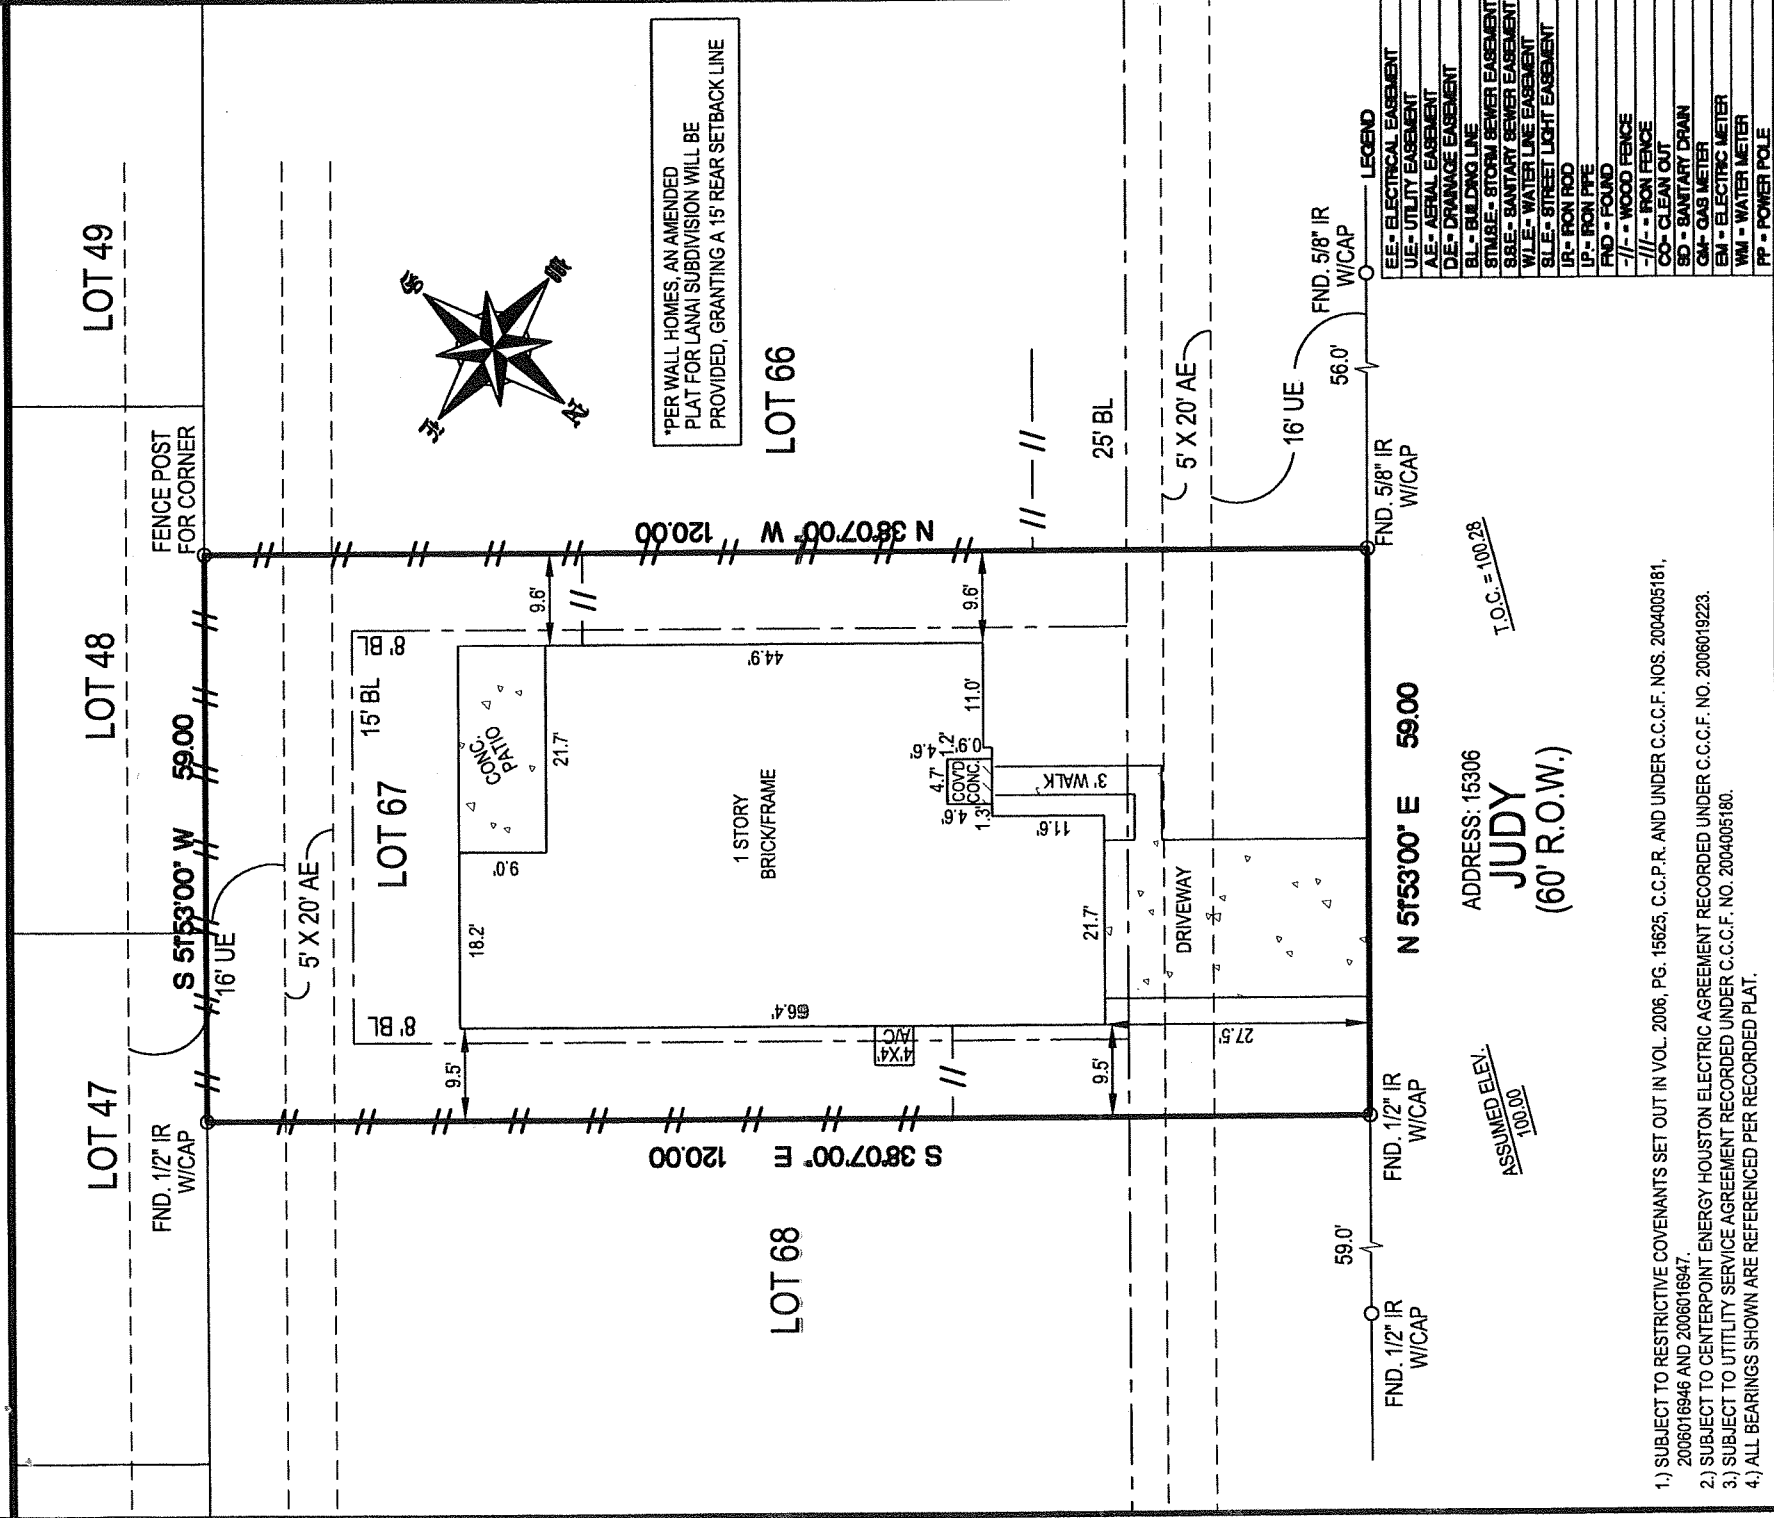 LOT 47
LOT 48
LOT 49
FND. 1/2" IR
W/CAP
FENCE POST
FOR CORNER
S 51°53'00" W 59.00
16' UE
5' X 20' AE
LOT 67
15' BL
8' BL
8' BL
CONC.
PATIO
21.7'
9.0'
18.2'
9.5'
9.6'
44.9'
N 38°07'00" W 120.00
*PER WALL HOMES, AN AMENDED
PLAT FOR LANAI SUBDIVISION WILL BE
PROVIDED, GRANTING A 15' REAR SETBACK LINE
LOT 66
1 STORY
BRICK/FRAME
66.4'
4'X4'
A/C
S 38°07'00" E 120.00
LOT 68
9.6'
11.0'
0.9'
1.2'
4.6'
4.7'
COV'D
CONC.
4.6'
1.3'
3' WALK
11.6'
21.7'
9.5'
27.5'
DRIVEWAY
25' BL
5' X 20' AE
16' UE
FND. 1/2" IR
W/CAP
59.0'
FND. 1/2" IR
W/CAP
N 51°53'00" E 59.00
FND. 5/8" IR
W/CAP
56.0'
FND. 5/8" IR
W/CAP
ASSUMED ELEV.
100.00
ADDRESS: 15306
JUDY
(60' R.O.W.)
T.O.C. = 100.28
LEGEND
E.E.= ELECTRICAL EASEMENT
U.E.= UTILITY EASEMENT
A.E.= AERIAL EASEMENT
D.E.= DRAINAGE EASEMENT
B.L.= BUILDING LINE
STM.S.E.= STORM SEWER EASEMENT
S.S.E.= SANITARY SEWER EASEMENT
W.L.E.= WATER LINE EASEMENT
S.L.E.= STREET LIGHT EASEMENT
I.R.= IRON ROD
I.P.= IRON PIPE
FND = FOUND
-//- = WOOD FENCE
-///- = IRON FENCE
CO= CLEAN OUT
SD = SANITARY DRAIN
GM= GAS METER
EM = ELECTRIC METER
WM = WATER METER
PP = POWER POLE
1.) SUBJECT TO RESTRICTIVE COVENANTS SET OUT IN VOL. 2006, PG. 15625, C.C.P.R. AND UNDER C.C.C.F. NOS. 2004005181,
2006016946 AND 2006016947.
2.) SUBJECT TO CENTERPOINT ENERGY HOUSTON ELECTRIC AGREEMENT RECORDED UNDER C.C.C.F. NO. 2006019223.
3.) SUBJECT TO UTITLITY SERVICE AGREEMENT RECORDED UNDER C.C.C.F. NO. 2004005180.
4.) ALL BEARINGS SHOWN ARE REFERENCED PER RECORDED PLAT.